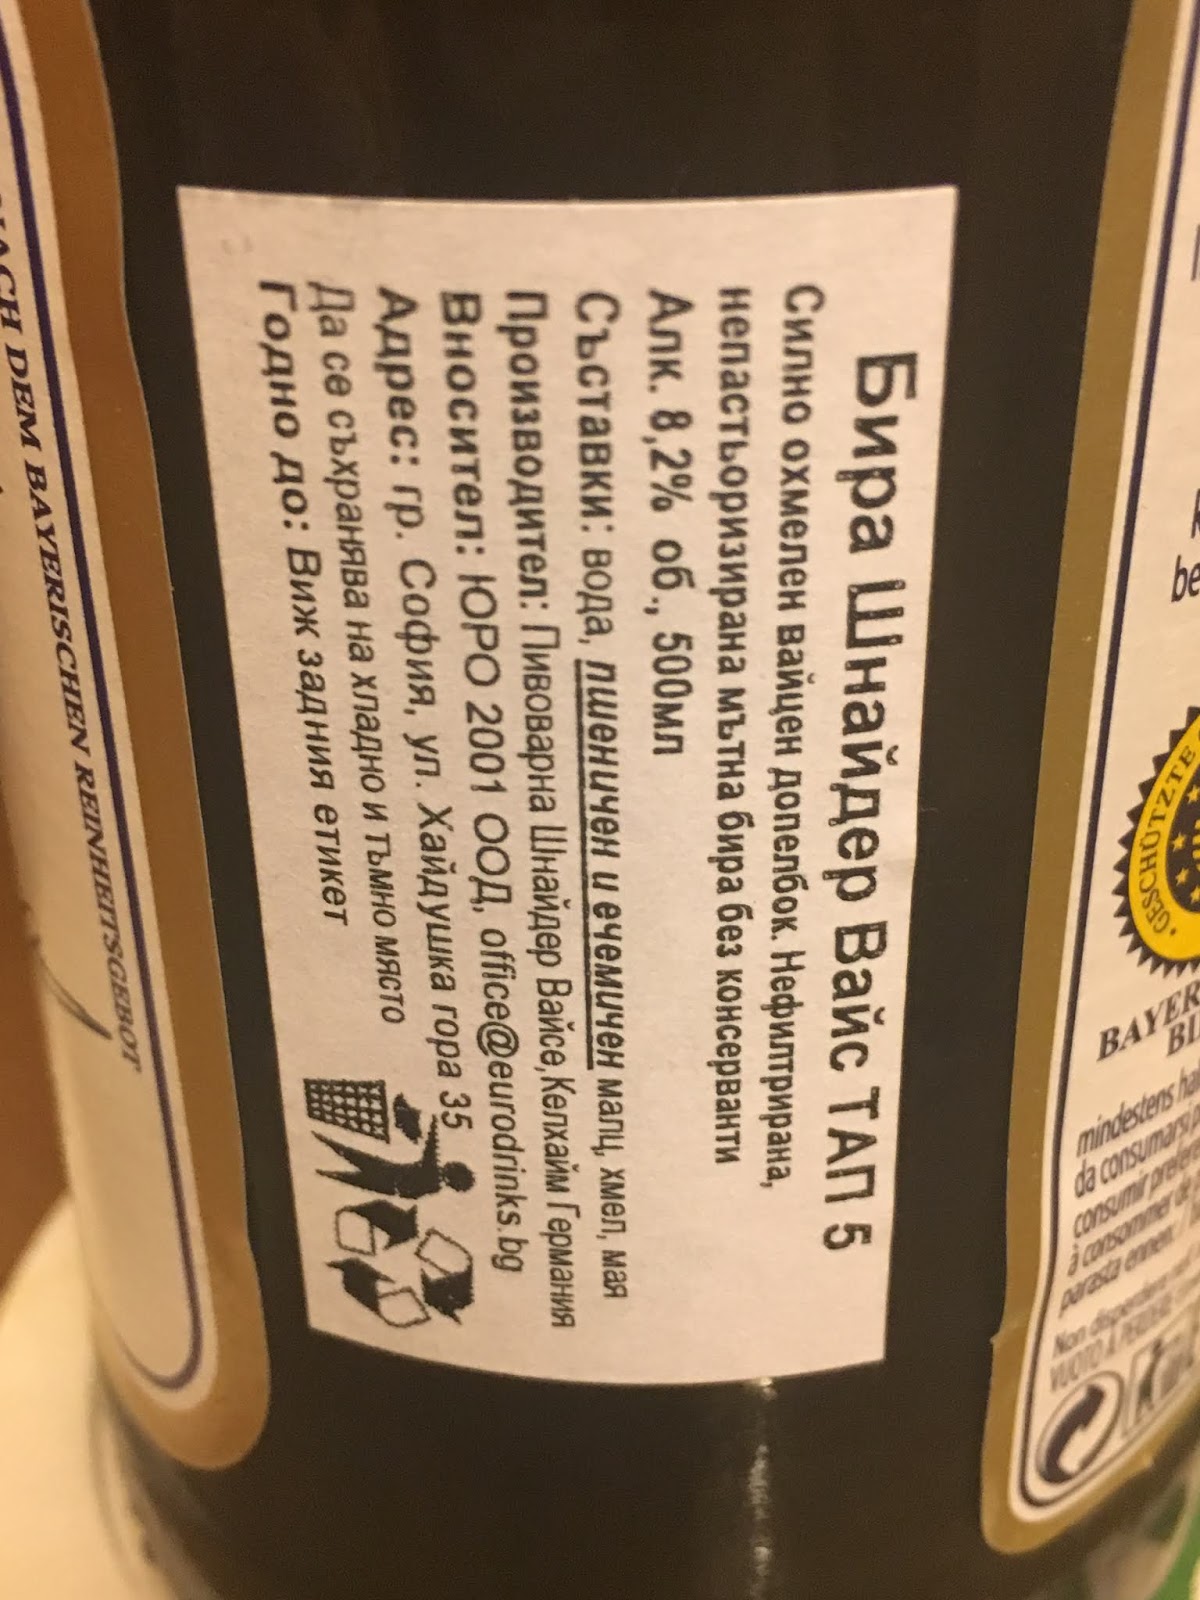 Бира Шнайдер Вайс ТАП 5
Силно охмелен вайцен допелбок. Нефилтрирана,
непастьоризирана мътна бира без консерванти
Алк. 8,2% об., 500мл
Съставки: вода, пшеничен и ечемичен малц, хмел, мая
Производител: Пивоварна Шнайдер Вайсе,Келхайм Германия
Вносител: ЮРО 2001 ООД, office@eurodrinks.bg
Адрес: гр. София, ул. Хайдушка гора 35
Да се съхранява на хладно и тъмно място
Годно до: Виж задния етикет
DEM BAYERISCHEN REINHEITSGEBOT
GESCHÜTZTE
BAYER
mindestens
da consumarsi
à consommer de
parasta ennen
Non
VUOTO A